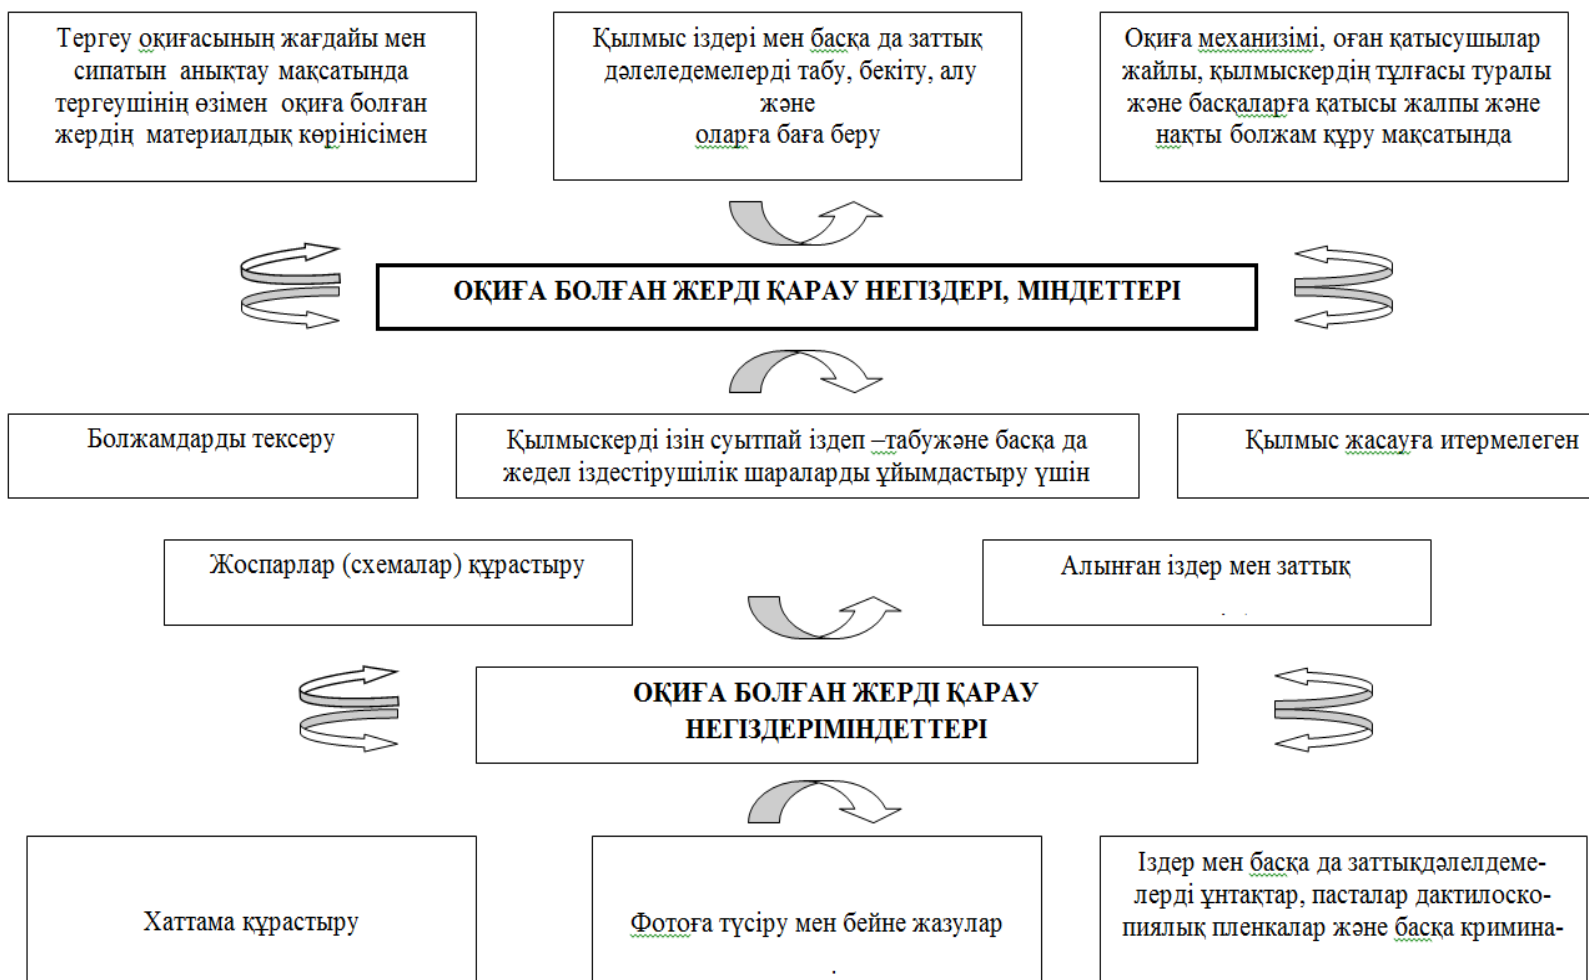 Тергеу оқиғасының жағдайы мен
сипатын анықтау мақсатында
тергеушінің өзімен оқиға болған
жердің материалдық көрінісімен
Қылмыс іздері мен басқа да заттық
дәлеледемелерді табу, бекіту, алу
және
оларға баға беру
Оқиға механизімі, оған қатысушылар
жайлы, қылмыскердің тұлғасы туралы
және басқаларға қатысы жалпы және
нақты болжам құру мақсатында
ОҚИҒА БОЛҒАН ЖЕРДІ ҚАРАУ НЕГІЗДЕРІ, МІНДЕТТЕРІ
Болжамдарды тексеру
Қылмыскерді ізін суытпай іздеп –табужәне басқа да
жедел іздестірушілік шараларды ұйымдастыру үшін
Қылмыс жасауға итермелеген
Жоспарлар (схемалар) құрастыру
Алынған іздер мен заттық
ОҚИҒА БОЛҒАН ЖЕРДІ ҚАРАУ
НЕГІЗДЕРІМІНДЕТТЕРІ
Хаттама құрастыру
Фотоға түсіру мен бейне жазулар
Іздер мен басқа да заттықдәлелдеме-
лерді ұнтақтар, пасталар дактилоско-
пиялық пленкалар және басқа кримина-